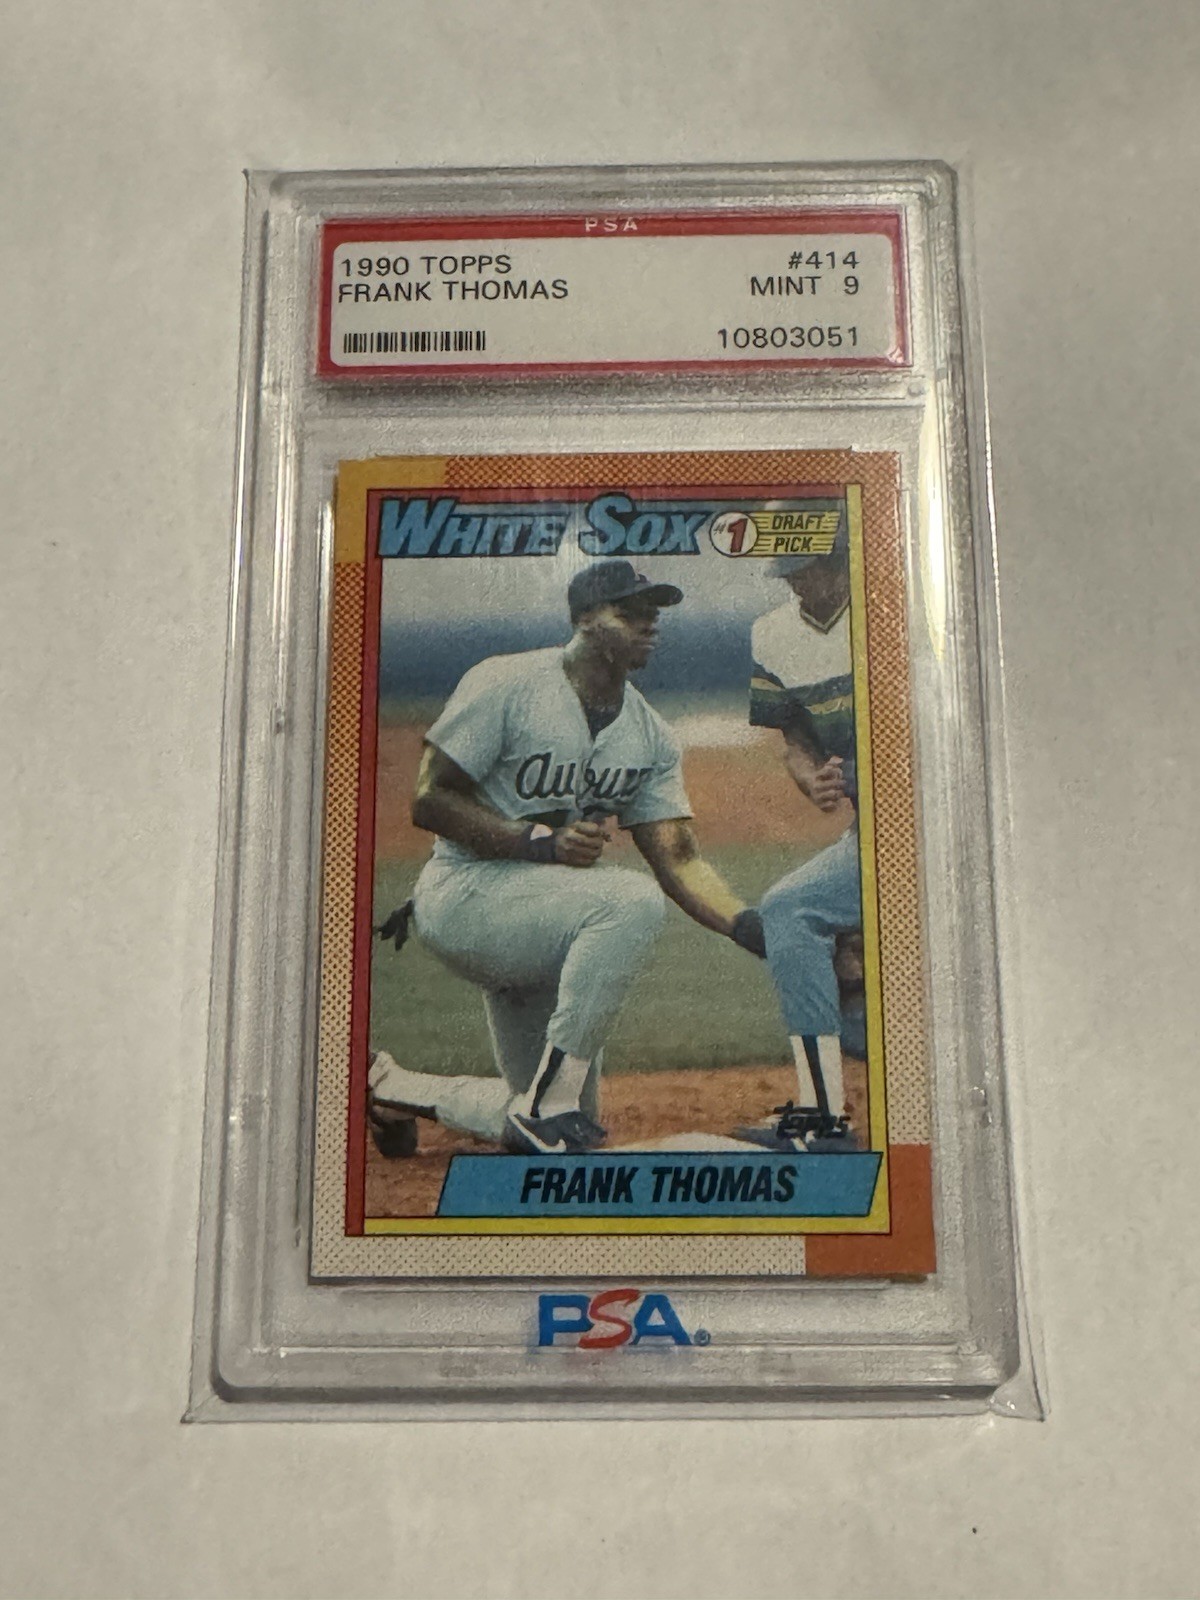 PSA
1990 TOPPS #414
FRANK THOMAS MINT 9
10803051
WHITE SOX #1 DRAFT PICK
Auburn
topps
FRANK THOMAS
PSA®